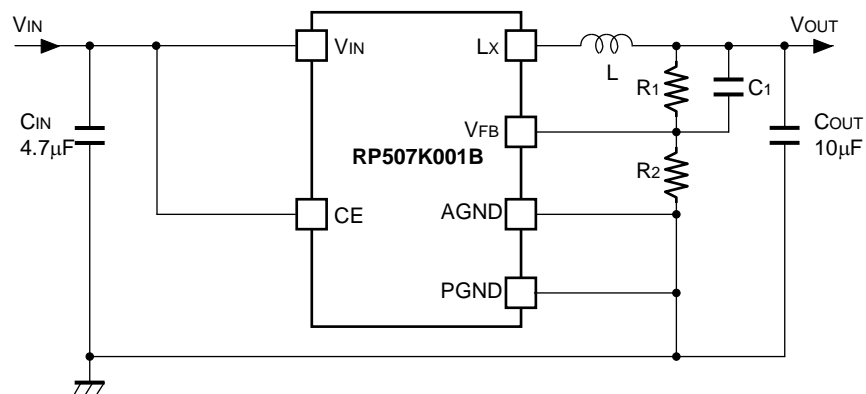 VIN
VOUT
VIN
LX
L
R1
C1
CIN
4.7μF
VFB
COUT
10μF
RP507K001B
R2
CE
AGND
PGND